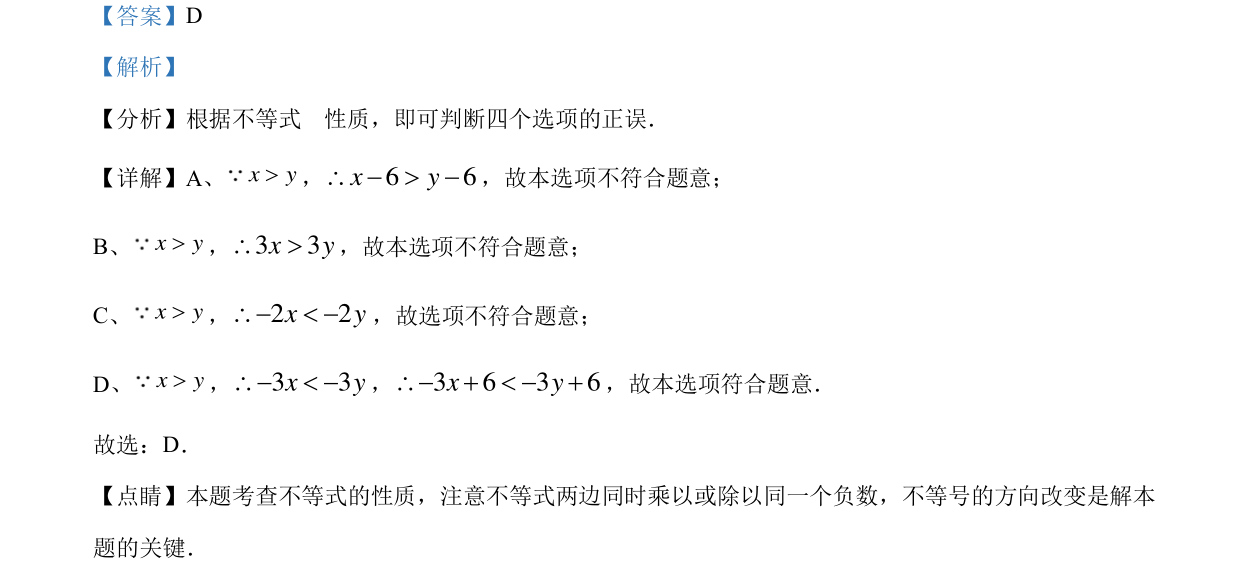 【答案】D
【解析】
【分析】根据不等式 性质，即可判断四个选项的正误．
【详解】A、∵x > y，∴x−6 > y−6，故本选项不符合题意；
B、∵x > y，∴3x > 3y，故本选项不符合题意；
C、∵x > y，∴−2x < −2y，故选项不符合题意；
D、∵x > y，∴−3x < −3y，∴−3x+6 < −3y+6，故本选项符合题意．
故选：D．
【点睛】本题考查不等式的性质，注意不等式两边同时乘以或除以同一个负数，不等号的方向改变是解本
题的关键．